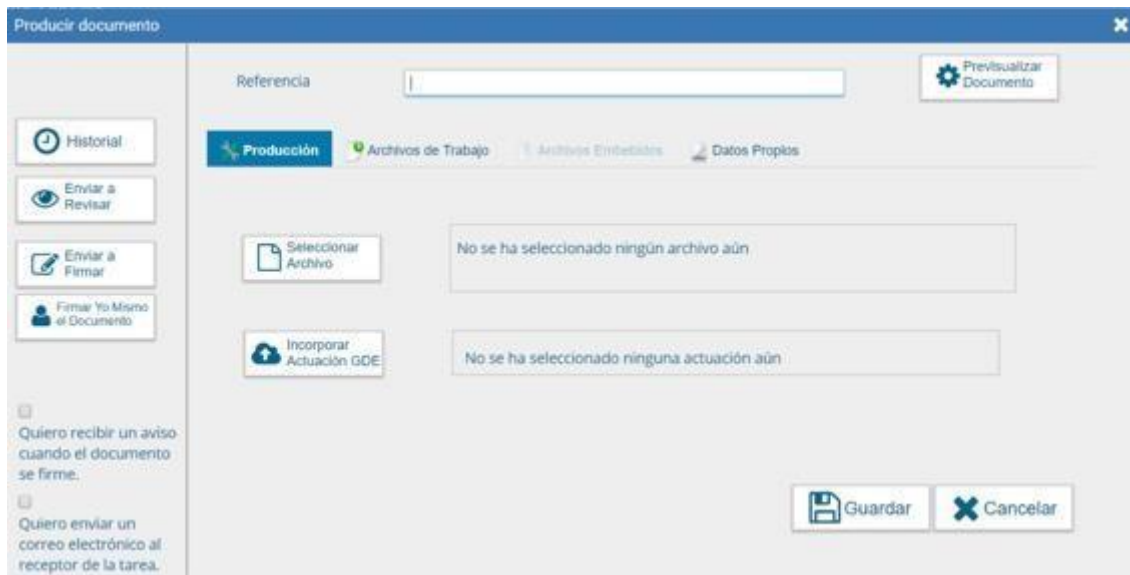 Producir documento
Referencia
Previsualizar
Documento
Historial
Producción
Archivos de Trabajo
Archivos Embebidos
Datos Propios
Enviar a
Revisar
Enviar a
Firmar
Firmar Yo Mismo
el Documento
Seleccionar
Archivo
No se ha seleccionado ningún archivo aún
Incorporar
Actuación GDE
No se ha seleccionado ninguna actuación aún
Quiero recibir un aviso
cuando el documento
se firme.
Quiero enviar un
correo electrónico al
receptor de la tarea.
Guardar
Cancelar